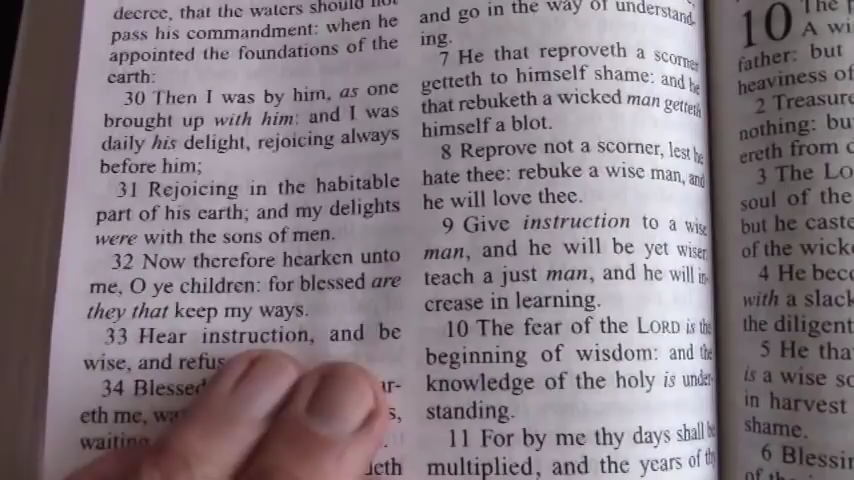 decree, that the waters should not
pass his commandment: when he
appointed the foundations of the
earth:
30 Then I was by him, as one
brought up with him: and I was
daily his delight, rejoicing always
before him;
31 Rejoicing in the habitable
part of his earth; and my delights
were with the sons of men.
32 Now therefore hearken unto
me, O ye children: for blessed are
they that keep my ways.
33 Hear instruction, and be
wise, and refus
34 Blessed ar-
eth me, wa s,
waiting .
deth
and go in the way of understand-
ing.
7 He that reproveth a scorner
getteth to himself shame: and he
that rebuketh a wicked man getteth
himself a blot.
8 Reprove not a scorner, lest he
hate thee: rebuke a wise man, and
he will love thee.
9 Give instruction to a wise
man, and he will be yet wiser:
teach a just man, and he will in-
crease in learning.
10 The fear of the LORD is the
beginning of wisdom: and the
knowledge of the holy is under-
standing.
11 For by me thy days shall be
multiplied, and the years of thy
10 The p
A wi
father: but
heaviness of
2 Treasure
nothing: bu
ereth from d
3 The Lo
soul of the
but he caste
of the wicke
4 He beco
with a slack
the diligent
5 He tha
is a wise so
in harvest
shame.
6 Blessin
of the